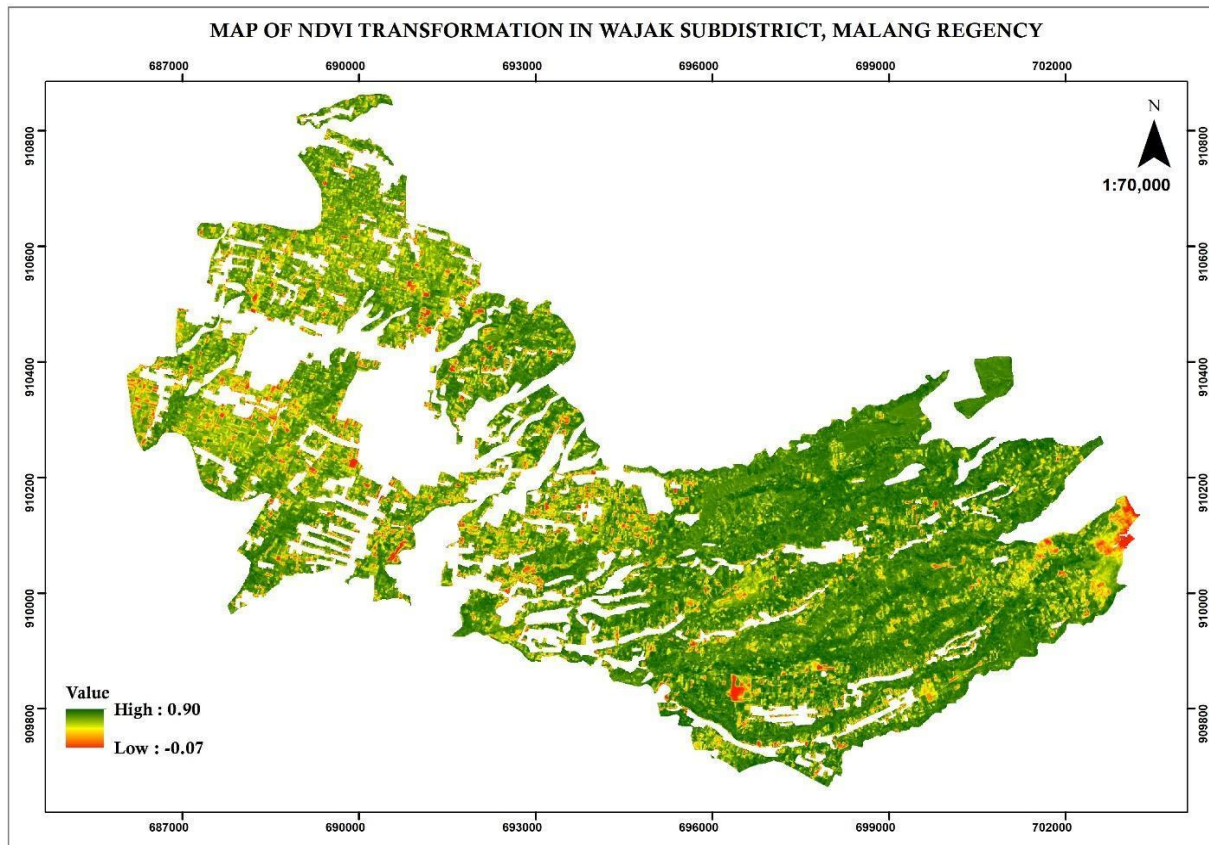 MAP OF NDVI TRANSFORMATION IN WAJAK SUBDISTRICT, MALANG REGENCY
687000 690000 693000 696000 699000 702000
N
1:70,000
910800 910800
910600 910600
910400 910400
910200 910200
910000 910000
909800 909800
Value
High : 0.90
Low : -0.07
687000 690000 693000 696000 699000 702000